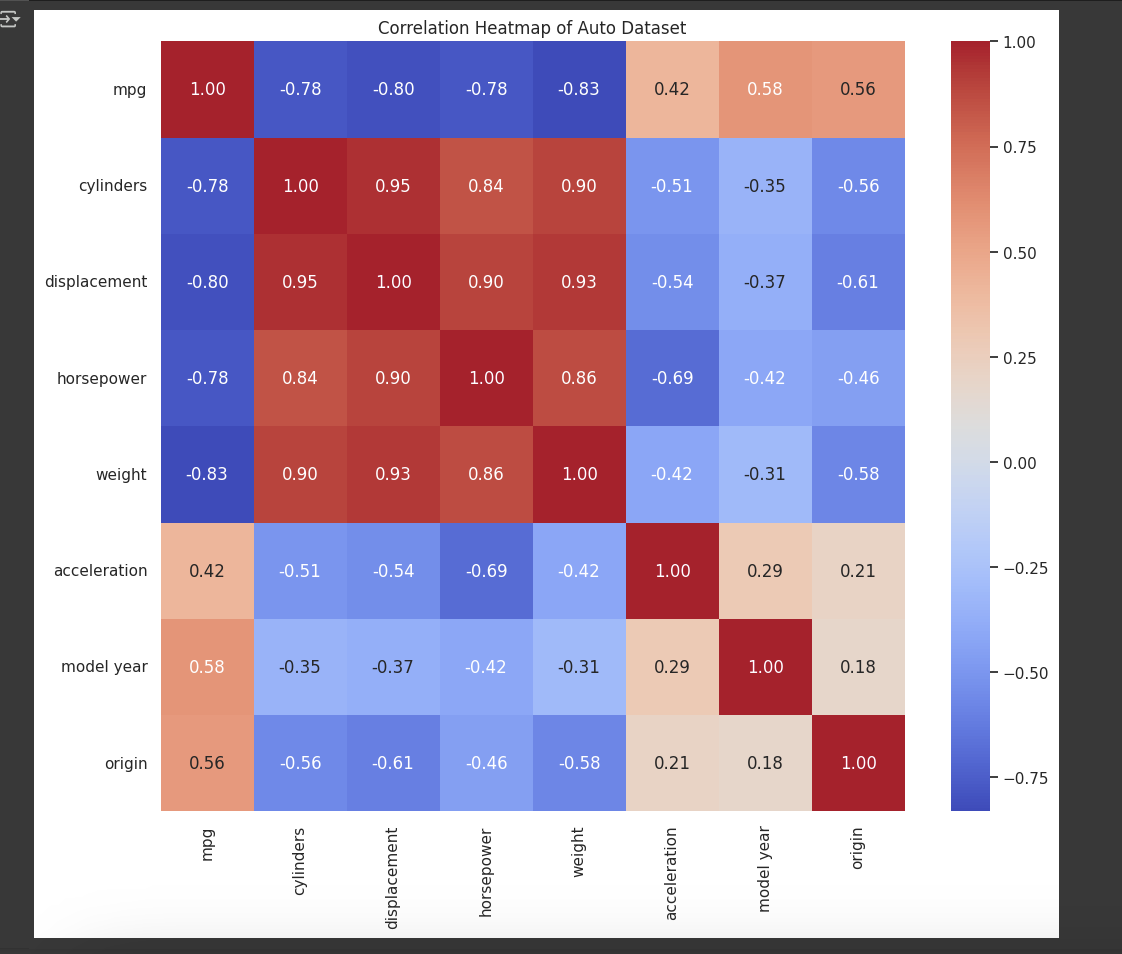 Correlation Heatmap of Auto Dataset
mpg 1.00 -0.78 -0.80 -0.78 -0.83 0.42 0.58 0.56
cylinders -0.78 1.00 0.95 0.84 0.90 -0.51 -0.35 -0.56
displacement -0.80 0.95 1.00 0.90 0.93 -0.54 -0.37 -0.61
horsepower -0.78 0.84 0.90 1.00 0.86 -0.69 -0.42 -0.46
weight -0.83 0.90 0.93 0.86 1.00 -0.42 -0.31 -0.58
acceleration 0.42 -0.51 -0.54 -0.69 -0.42 1.00 0.29 0.21
model year 0.58 -0.35 -0.37 -0.42 -0.31 0.29 1.00 0.18
origin 0.56 -0.56 -0.61 -0.46 -0.58 0.21 0.18 1.00
mpg
cylinders
displacement
horsepower
weight
acceleration
model year
origin
1.00
0.75
0.50
0.25
0.00
−0.25
−0.50
−0.75